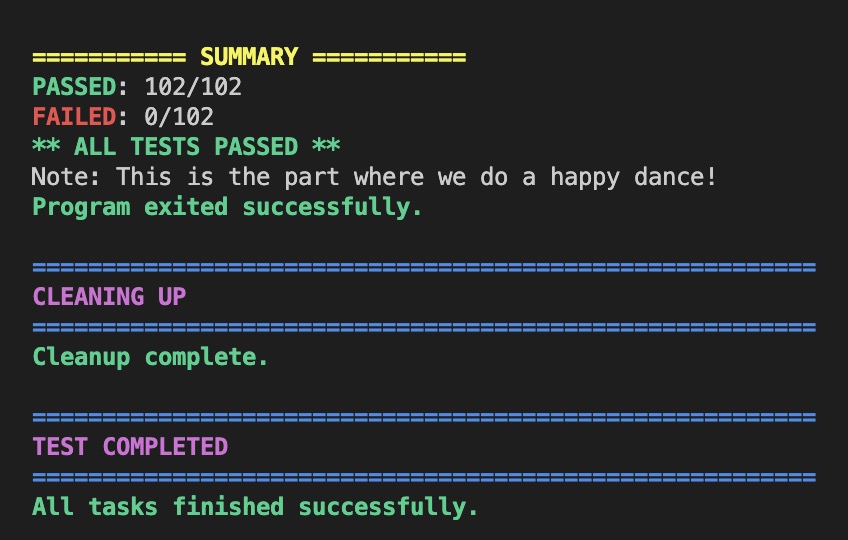 =========== SUMMARY ===========
PASSED: 102/102
FAILED: 0/102
** ALL TESTS PASSED **
Note: This is the part where we do a happy dance!
Program exited successfully.
========================================================
CLEANING UP
========================================================
Cleanup complete.
========================================================
TEST COMPLETED
========================================================
All tasks finished successfully.